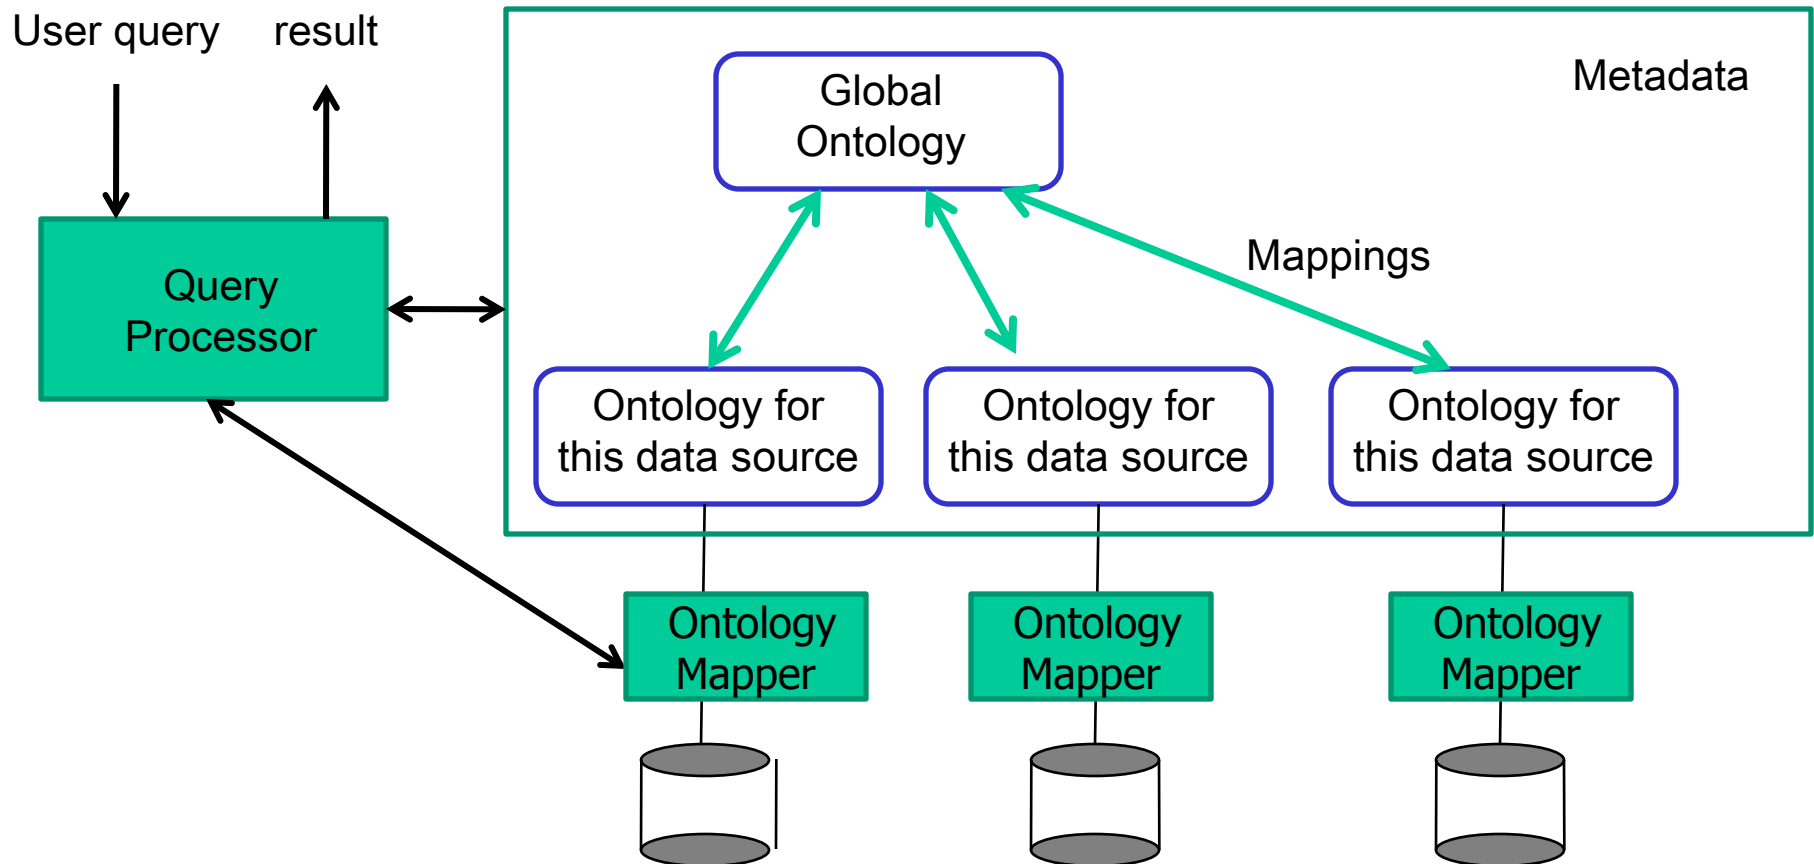 User query
result
Metadata
Global
Ontology
Mappings
Query
Processor
Ontology for
this data source
Ontology for
this data source
Ontology for
this data source
Ontology
Mapper
Ontology
Mapper
Ontology
Mapper